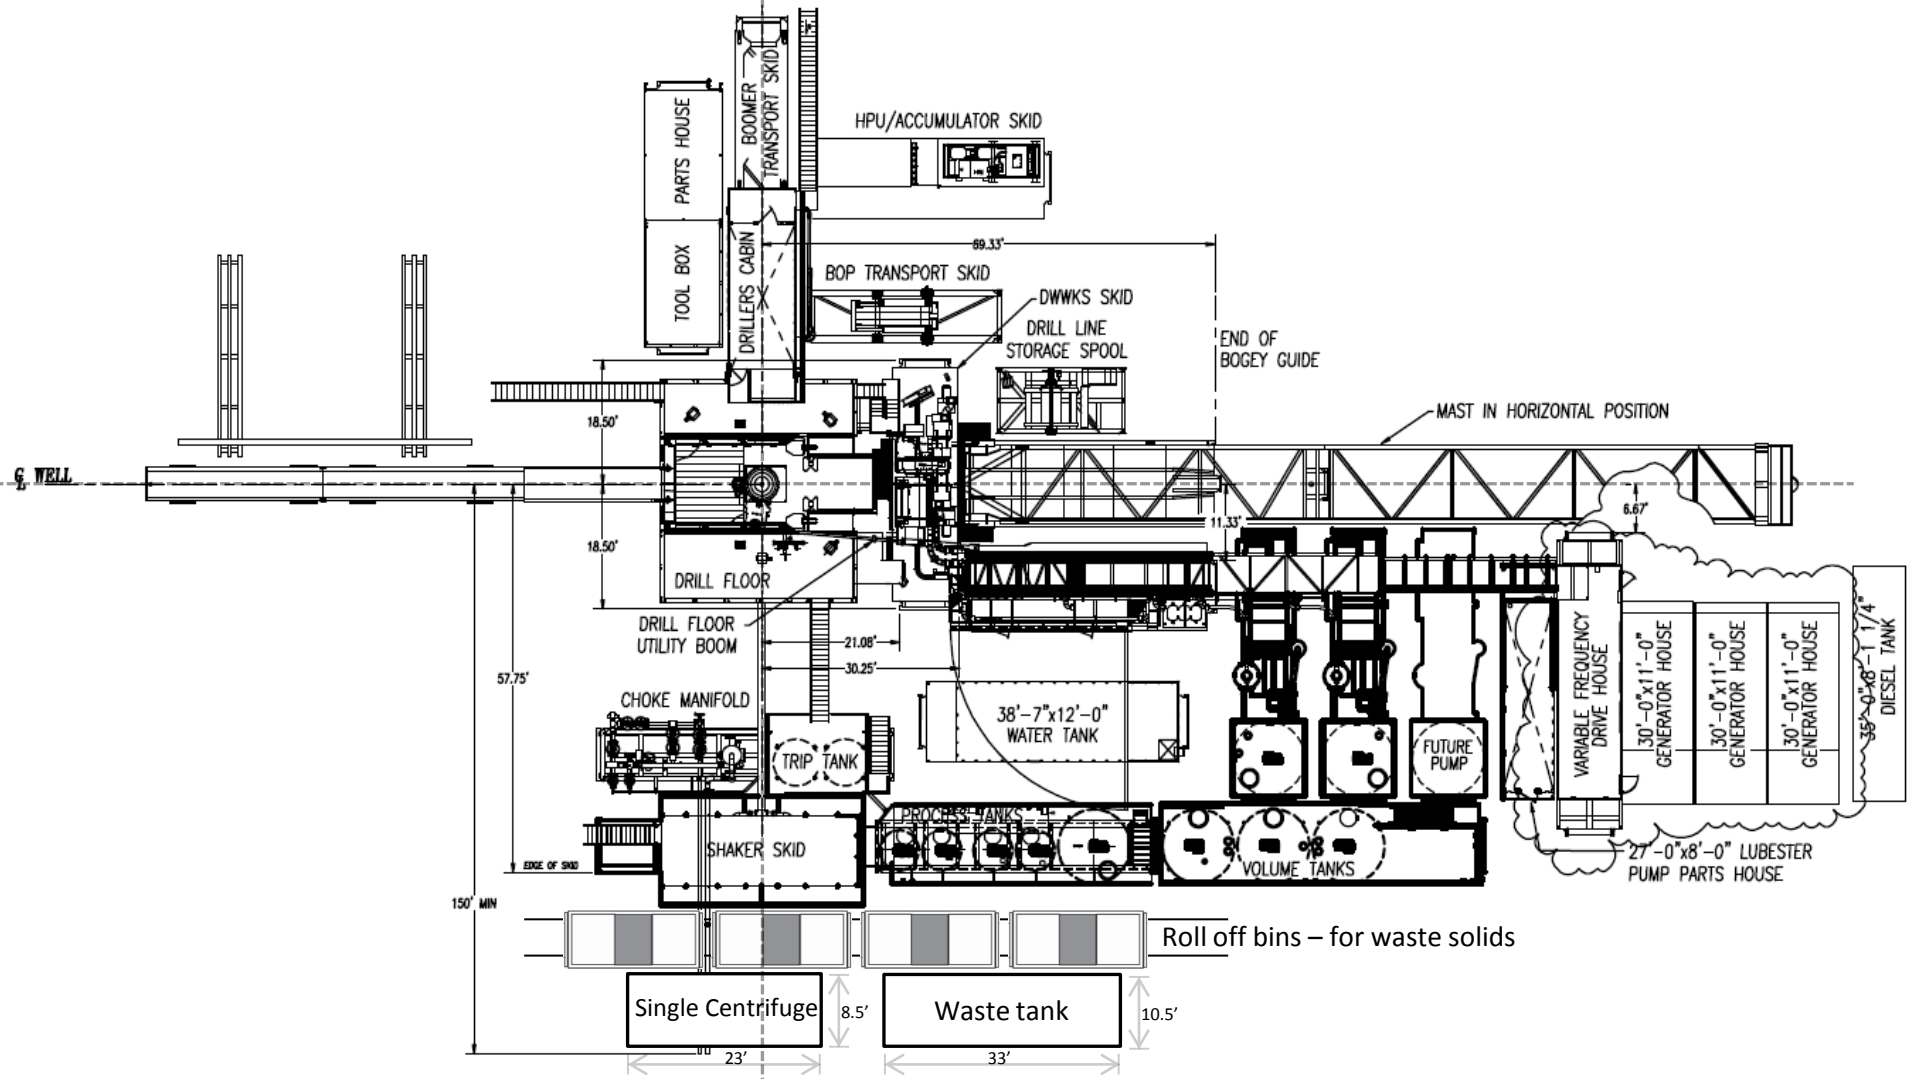 BOOMER
TRANSPORT SKID
PARTS HOUSE
TOOL BOX
DRILLERS CABIN
HPU/ACCUMULATOR SKID
69.33'
BOP TRANSPORT SKID
DWWKS SKID
DRILL LINE
STORAGE SPOOL
END OF
BOGEY GUIDE
MAST IN HORIZONTAL POSITION
18.50'
WELL
6.67'
11.33'
18.50'
DRILL FLOOR
DRILL FLOOR
UTILITY BOOM
21.08'
30.25'
57.75'
CHOKE MANIFOLD
TRIP TANK
38'-7"x12'-0"
WATER TANK
FUTURE
PUMP
VARIABLE FREQUENCY
DRIVE HOUSE
30'-0"x11'-0"
GENERATOR HOUSE
30'-0"x11'-0"
GENERATOR HOUSE
30'-0"x11'-0"
GENERATOR HOUSE
35'-0"x8'-1 1/4"
DIESEL TANK
PROCESS TANKS
SHAKER SKID
VOLUME TANKS
EDGE OF SKID
27'-0"x8'-0" LUBESTER
PUMP PARTS HOUSE
150' MIN
Roll off bins – for waste solids
Single Centrifuge
8.5'
23'
Waste tank
10.5'
33'